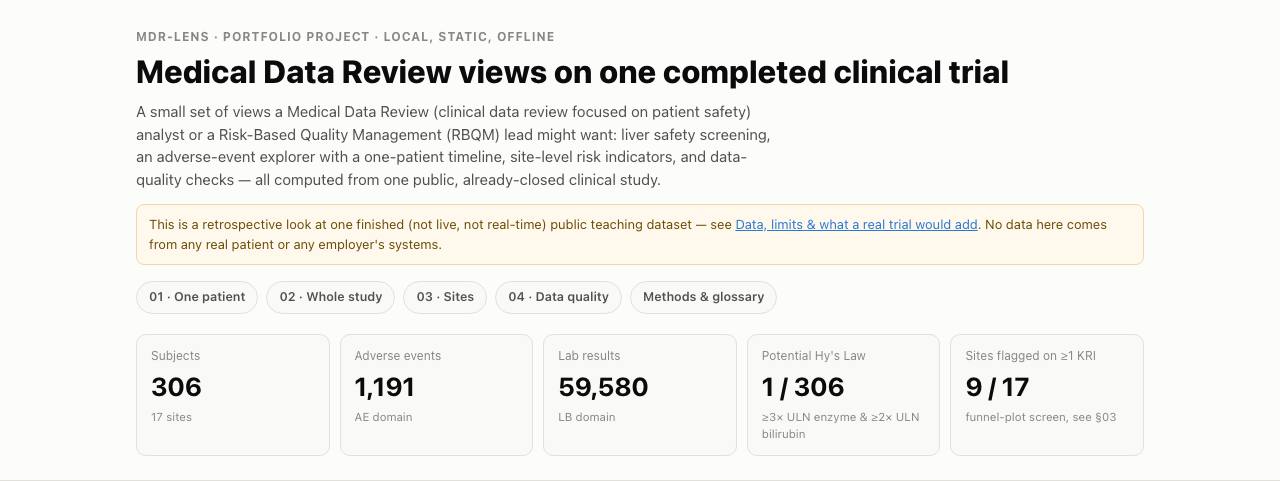 MDR-LENS · PORTFOLIO PROJECT · LOCAL, STATIC, OFFLINE
Medical Data Review views on one completed clinical trial
A small set of views a Medical Data Review (clinical data review focused on patient safety)
analyst or a Risk-Based Quality Management (RBQM) lead might want: liver safety screening,
an adverse-event explorer with a one-patient timeline, site-level risk indicators, and data-
quality checks — all computed from one public, already-closed clinical study.
This is a retrospective look at one finished (not live, not real-time) public teaching dataset — see Data, limits & what a real trial would add. No data here comes
from any real patient or any employer's systems.
01 · One patient
02 · Whole study
03 · Sites
04 · Data quality
Methods & glossary
Subjects
306
17 sites
Adverse events
1,191
AE domain
Lab results
59,580
LB domain
Potential Hy's Law
1 / 306
≥3× ULN enzyme & ≥2× ULN
bilirubin
Sites flagged on ≥1 KRI
9 / 17
funnel-plot screen, see §03